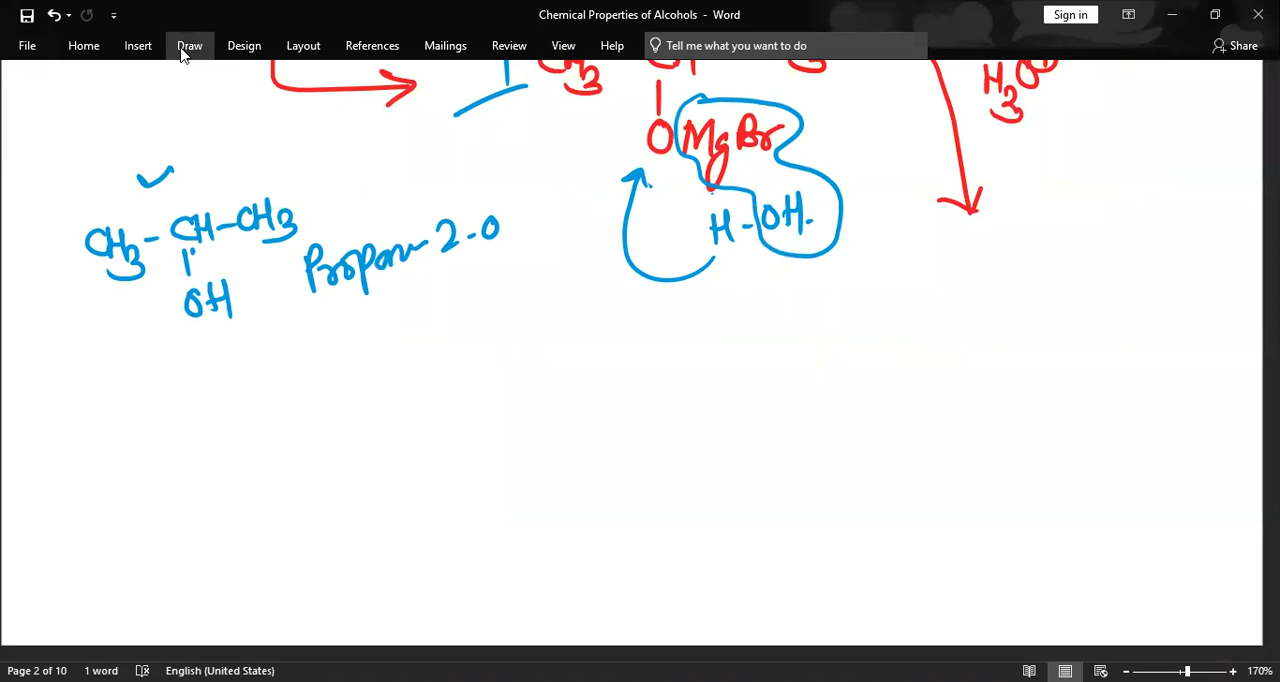 Chemical Properties of Alcohols - Word
Sign in
File Home Insert Draw Design Layout References Mailings Review View Help Tell me what you want to do Share
CH3
H3O
OMgBr
H-OH.
CH3-CH-CH3
OH
Propan-2-O
Page 2 of 10 1 word English (United States) 170%